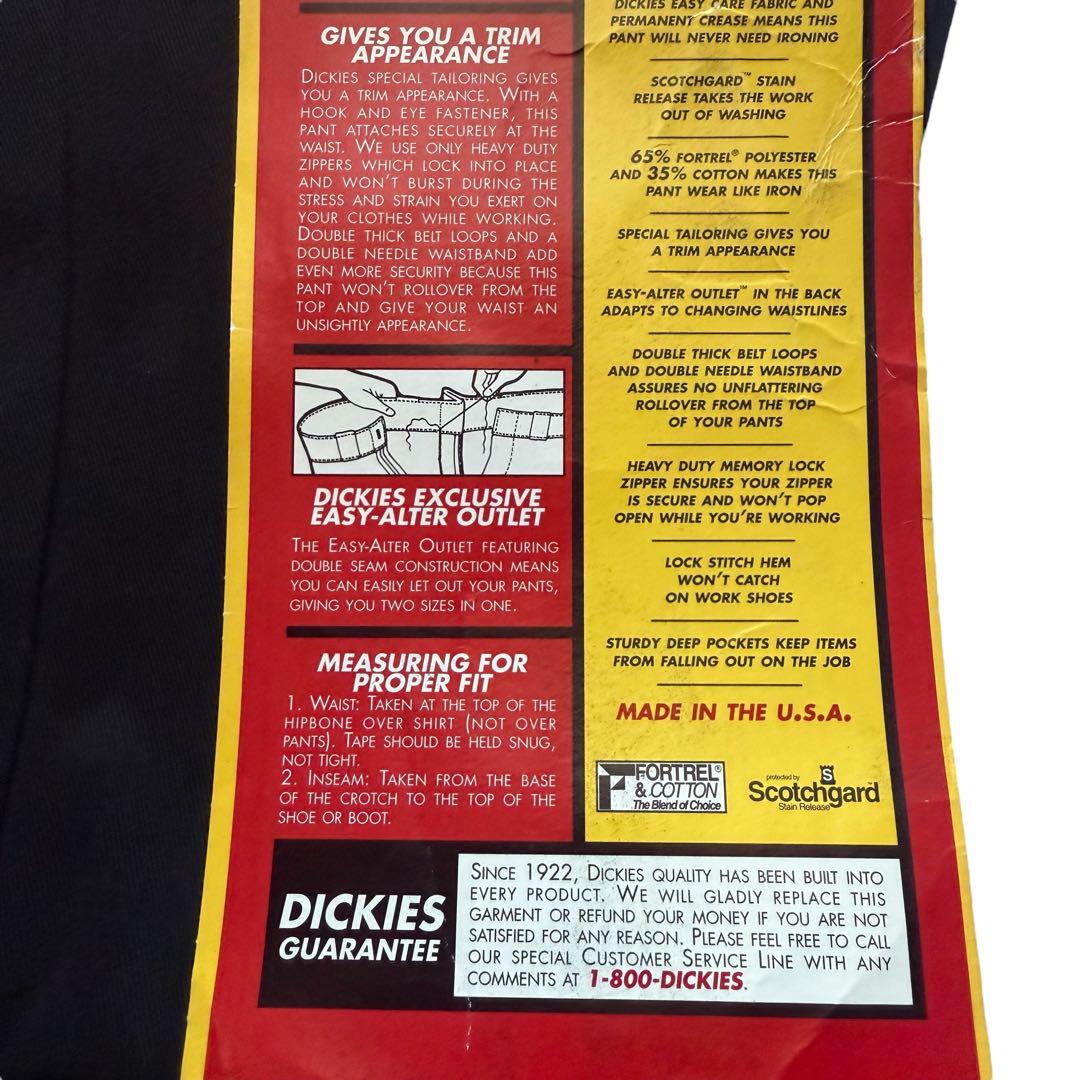 GIVES YOU A TRIM
APPEARANCE
DICKIES SPECIAL TAILORING GIVES
YOU A TRIM APPEARANCE. WITH A
HOOK AND EYE FASTENER, THIS
PANT ATTACHES SECURELY AT THE
WAIST. WE USE ONLY HEAVY DUTY
ZIPPERS WHICH LOCK INTO PLACE
AND WON'T BURST DURING THE
STRESS AND STRAIN YOU EXERT ON
YOUR CLOTHES WHILE WORKING.
DOUBLE THICK BELT LOOPS AND A
DOUBLE NEEDLE WAISTBAND ADD
EVEN MORE SECURITY BECAUSE THIS
PANT WON'T ROLLOVER FROM THE
TOP AND GIVE YOUR WAIST AN
UNSIGHTLY APPEARANCE.
DICKIES EXCLUSIVE
EASY-ALTER OUTLET
THE EASY-ALTER OUTLET FEATURING
DOUBLE SEAM CONSTRUCTION MEANS
YOU CAN EASILY LET OUT YOUR PANTS,
GIVING YOU TWO SIZES IN ONE.
MEASURING FOR
PROPER FIT
1. WAIST: TAKEN AT THE TOP OF THE
HIPBONE OVER SHIRT (NOT OVER
PANTS). TAPE SHOULD BE HELD SNUG,
NOT TIGHT.
2. INSEAM: TAKEN FROM THE BASE
OF THE CROTCH TO THE TOP OF THE
SHOE OR BOOT.
DICKIES EASY CARE FABRIC AND
PERMANENT CREASE MEANS THIS
PANT WILL NEVER NEED IRONING
SCOTCHGARD™ STAIN
RELEASE TAKES THE WORK
OUT OF WASHING
65% FORTREL® POLYESTER
AND 35% COTTON MAKES THIS
PANT WEAR LIKE IRON
SPECIAL TAILORING GIVES YOU
A TRIM APPEARANCE
EASY-ALTER OUTLET™ IN THE BACK
ADAPTS TO CHANGING WAISTLINES
DOUBLE THICK BELT LOOPS
AND DOUBLE NEEDLE WAISTBAND
ASSURES NO UNFLATTERING
ROLLOVER FROM THE TOP
OF YOUR PANTS
HEAVY DUTY MEMORY LOCK
ZIPPER ENSURES YOUR ZIPPER
IS SECURE AND WON'T POP
OPEN WHILE YOU'RE WORKING
LOCK STITCH HEM
WON'T CATCH
ON WORK SHOES
STURDY DEEP POCKETS KEEP ITEMS
FROM FALLING OUT ON THE JOB
MADE IN THE U.S.A.
FORTREL®
& COTTON
The Blend of Choice
protected by S
Scotchgard™
Stain Release
DICKIES
GUARANTEE
SINCE 1922, DICKIES QUALITY HAS BEEN BUILT INTO
EVERY PRODUCT. WE WILL GLADLY REPLACE THIS
GARMENT OR REFUND YOUR MONEY IF YOU ARE NOT
SATISFIED FOR ANY REASON. PLEASE FEEL FREE TO CALL
OUR SPECIAL CUSTOMER SERVICE LINE WITH ANY
COMMENTS AT 1-800-DICKIES.